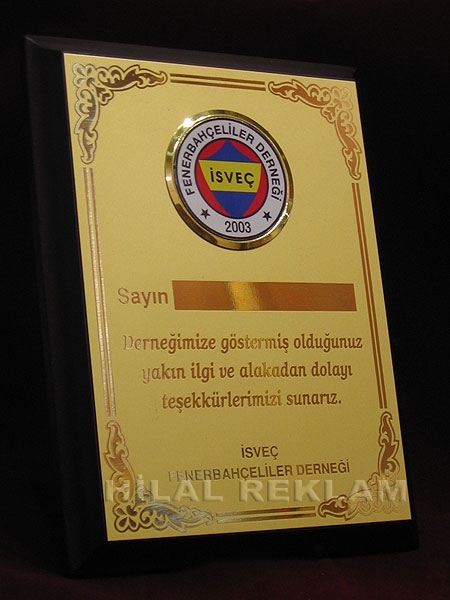 FENERBAHÇELİLER DERNEĞİ
İSVEÇ
2003
Sayın
Derneğimize göstermiş olduğunuz
yakın ilgi ve alakadan dolayı
teşekkürlerimizi sunarız.
İSVEÇ
FENERBAHÇELİLER DERNEĞİ
HİLAL REKLAM